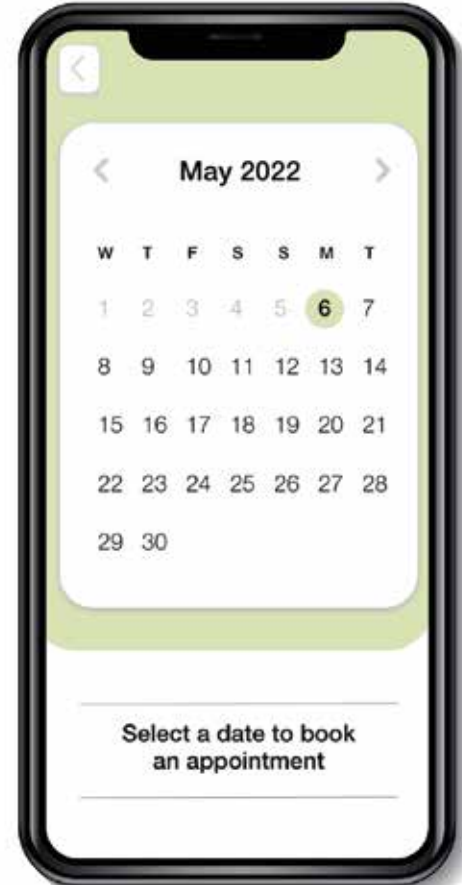 May 2022
W T F S S M T
1 2 3 4 5 6 7
8 9 10 11 12 13 14
15 16 17 18 19 20 21
22 23 24 25 26 27 28
29 30
Select a date to book
an appointment